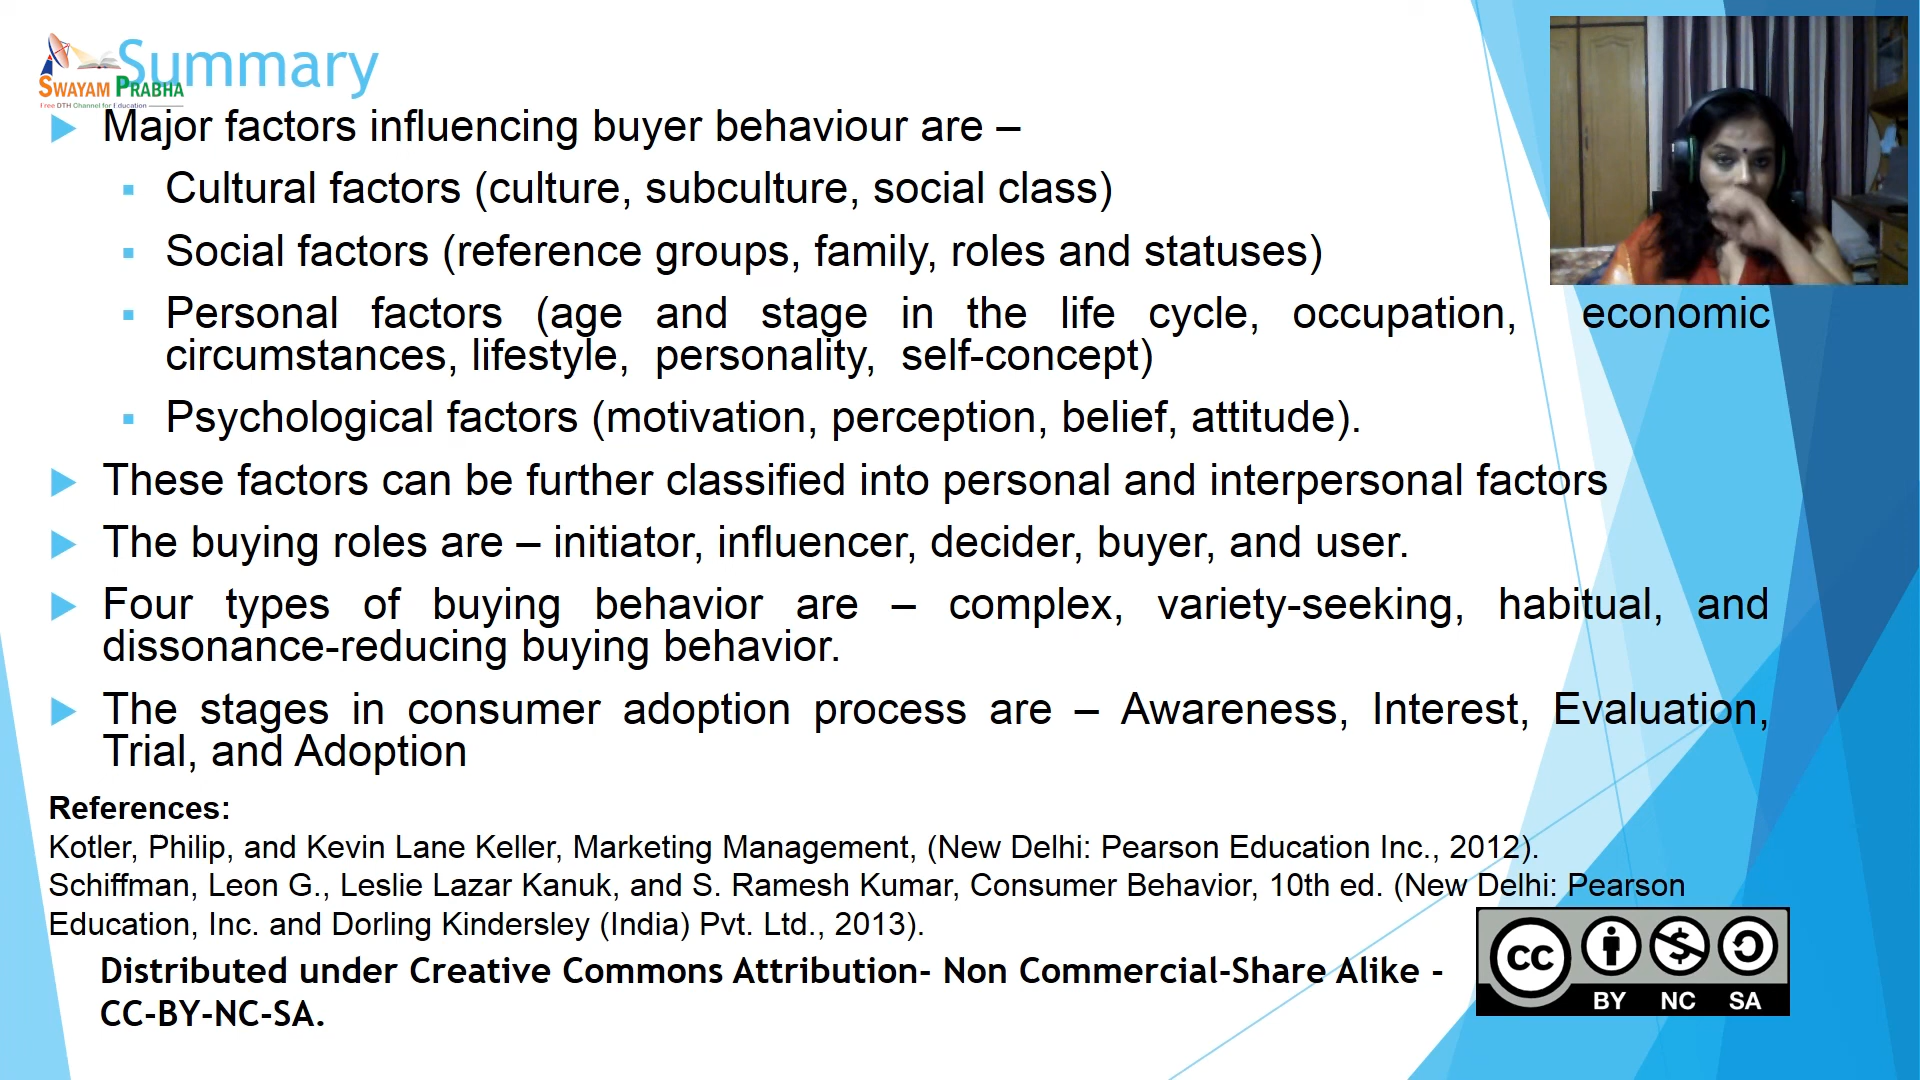 Summary
SWAYAM PRABHA
Free DTH Channel for Education
Major factors influencing buyer behaviour are –
Cultural factors (culture, subculture, social class)
Social factors (reference groups, family, roles and statuses)
Personal factors (age and stage in the life cycle, occupation, economic
circumstances, lifestyle, personality, self-concept)
Psychological factors (motivation, perception, belief, attitude).
These factors can be further classified into personal and interpersonal factors
The buying roles are – initiator, influencer, decider, buyer, and user.
Four types of buying behavior are – complex, variety-seeking, habitual, and
dissonance-reducing buying behavior.
The stages in consumer adoption process are – Awareness, Interest, Evaluation,
Trial, and Adoption
References:
Kotler, Philip, and Kevin Lane Keller, Marketing Management, (New Delhi: Pearson Education Inc., 2012).
Schiffman, Leon G., Leslie Lazar Kanuk, and S. Ramesh Kumar, Consumer Behavior, 10th ed. (New Delhi: Pearson
Education, Inc. and Dorling Kindersley (India) Pvt. Ltd., 2013).
Distributed under Creative Commons Attribution- Non Commercial-Share Alike -
CC-BY-NC-SA.
cc
BY NC SA